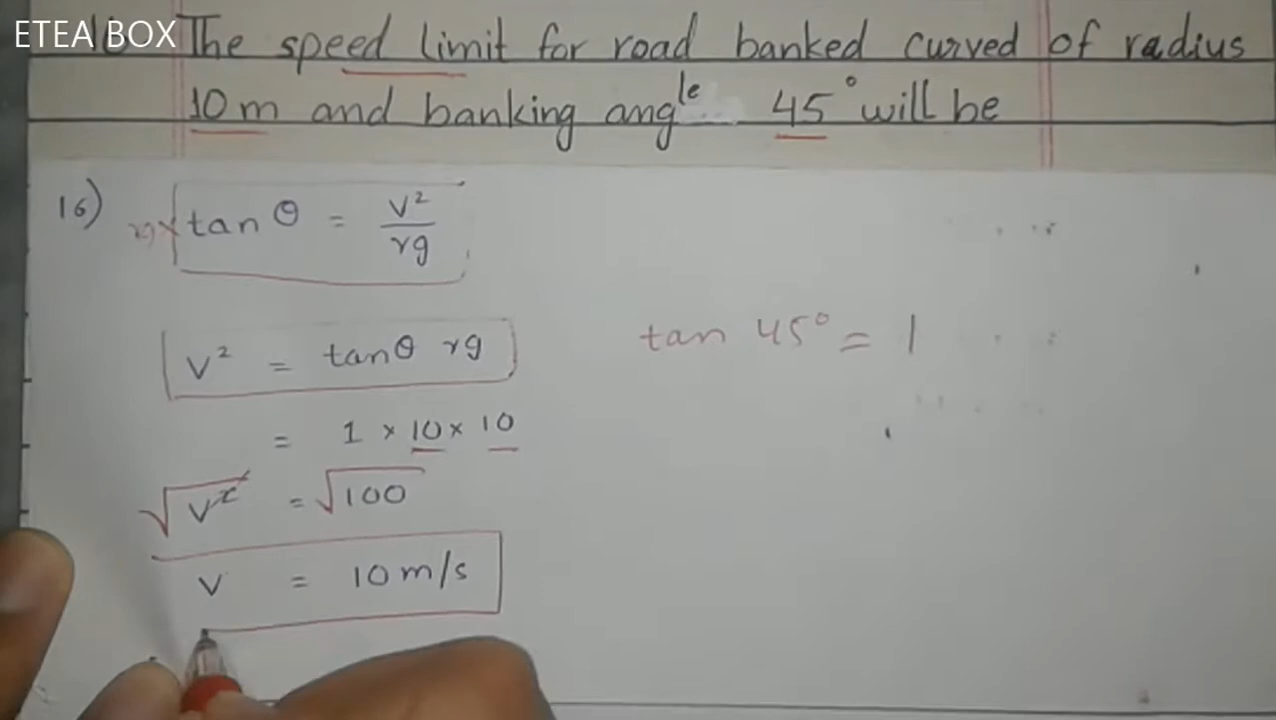 ETEA BOX
The speed limit for road banked curved of radius
10 m and banking angle 45° will be
16) rg× tan θ = v²/rg
v² = tanθ rg
tan 45° = 1
= 1 × 10 × 10
√v² = √100
v = 10 m/s